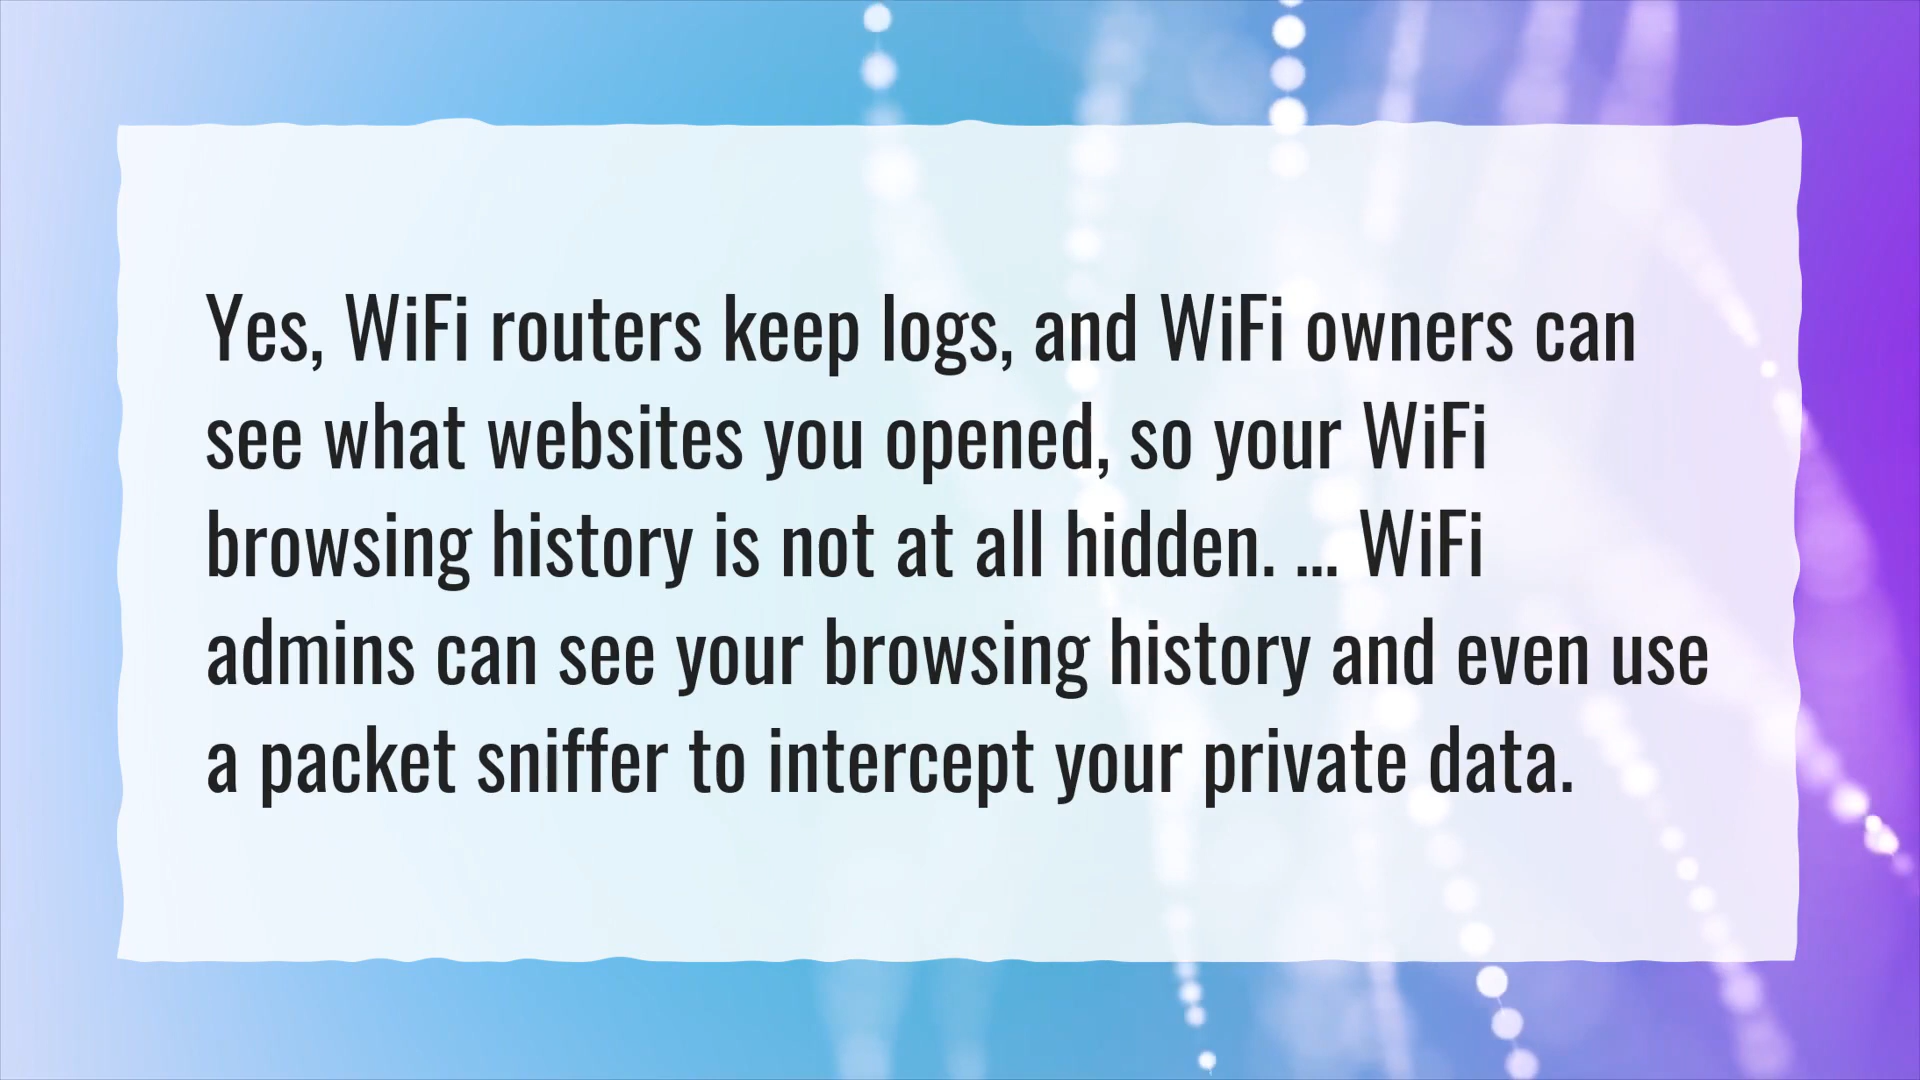 Yes, WiFi routers keep logs, and WiFi owners can
see what websites you opened, so your WiFi
browsing history is not at all hidden. ... WiFi
admins can see your browsing history and even use
a packet sniffer to intercept your private data.